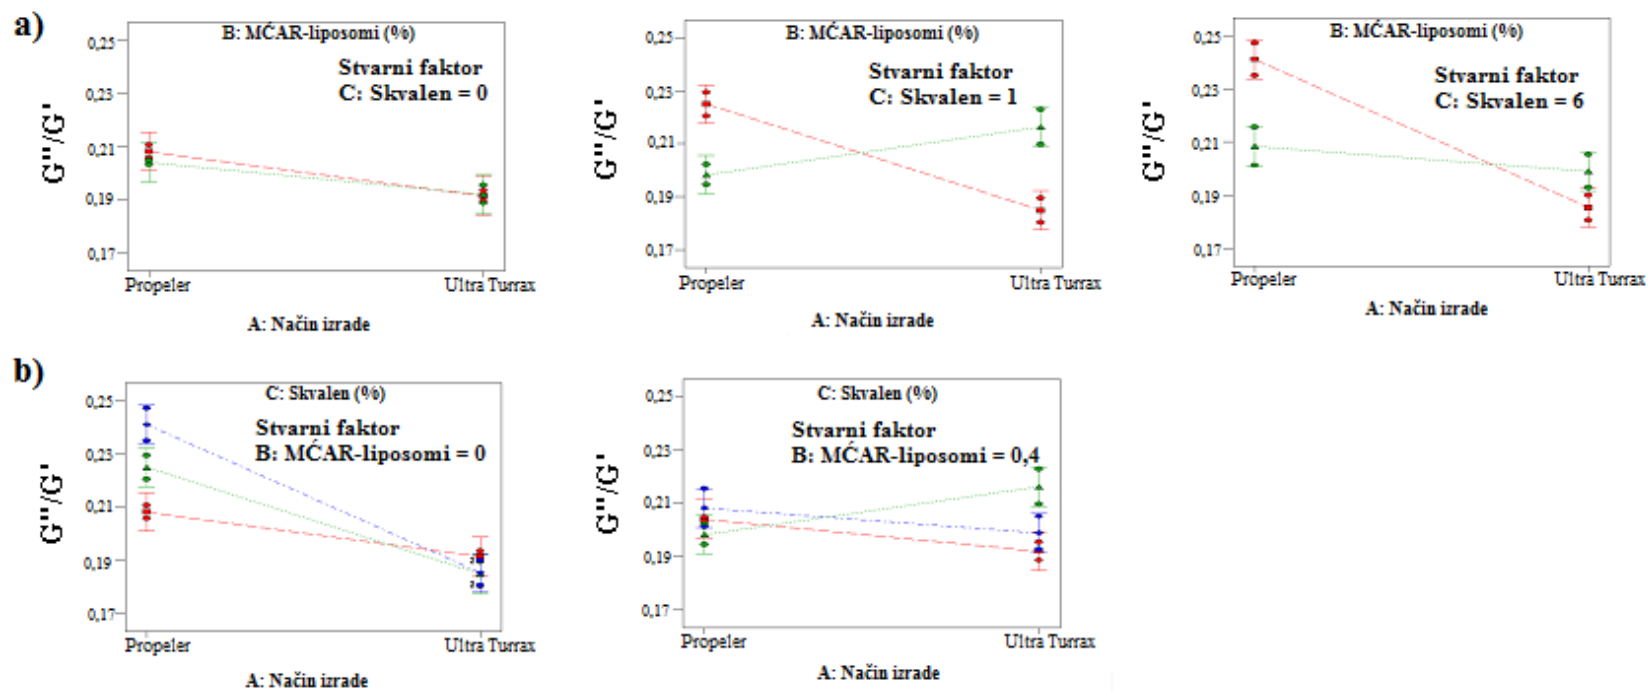 a)
B: MĆAR-liposomi (%)
Stvarni faktor
C: Skvalen = 0
G"/G'
0,25
0,23
0,21
0,19
0,17
Propeler
Ultra Turrax
A: Način izrade
B: MĆAR-liposomi (%)
Stvarni faktor
C: Skvalen = 1
G"/G'
0,25
0,23
0,21
0,19
0,17
Propeler
Ultra Turrax
A: Način izrade
B: MĆAR-liposomi (%)
Stvarni faktor
C: Skvalen = 6
G"/G'
0,25
0,23
0,21
0,19
0,17
Propeler
Ultra Turrax
A: Način izrade
b)
C: Skvalen (%)
Stvarni faktor
B: MĆAR-liposomi = 0
G"/G'
0,25
0,23
0,21
0,19
0,17
2
2
Propeler
Ultra Turrax
A: Način izrade
C: Skvalen (%)
Stvarni faktor
B: MĆAR-liposomi = 0,4
G"/G'
0,25
0,23
0,21
0,19
0,17
Propeler
Ultra Turrax
A: Način izrade